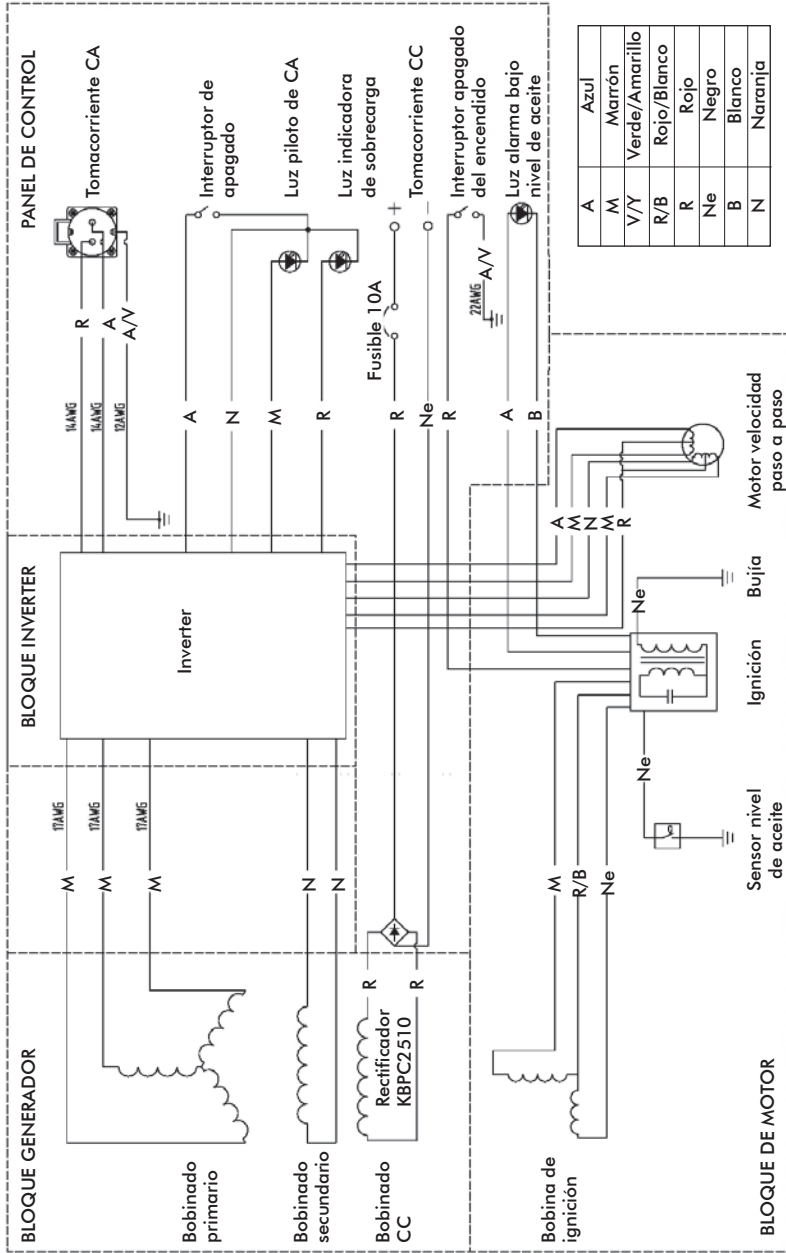 BLOQUE GENERADOR
BLOQUE INVERTER
PANEL DE CONTROL
Bobinado
primario
M
M
M
17AWG
17AWG
17AWG
Inverter
14AWG
14AWG
12AWG
R
A
A/V
Tomacorriente CA
Bobinado
secundario
N
N
A
N
M
R
Interruptor de
apagado
Luz piloto de CA
Luz indicadora
de sobrecarga
Bobinado
CC
Rectificador
KBPC2510
R
R
R
Ne
Fusible 10A
+
−
Tomacorriente CC
R
22AWG
A/V
Interruptor apagado
del encendido
A
B
Luz alarma bajo
nivel de aceite
Bobina de
ignición
M
R/B
Ne
Ne
Sensor nivel
de aceite
Ignición
Ne
Bujía
A
M
N
M
R
Motor velocidad
paso a paso
BLOQUE DE MOTOR
A Azul
M Marrón
V/Y Verde/Amarillo
R/B Rojo/Blanco
R Rojo
Ne Negro
B Blanco
N Naranja